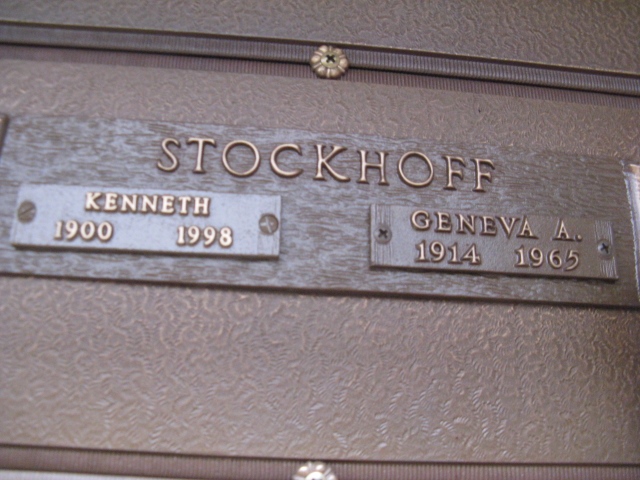 STOCKHOFF
KENNETH
1900 1998
GENEVA A.
1914 1965